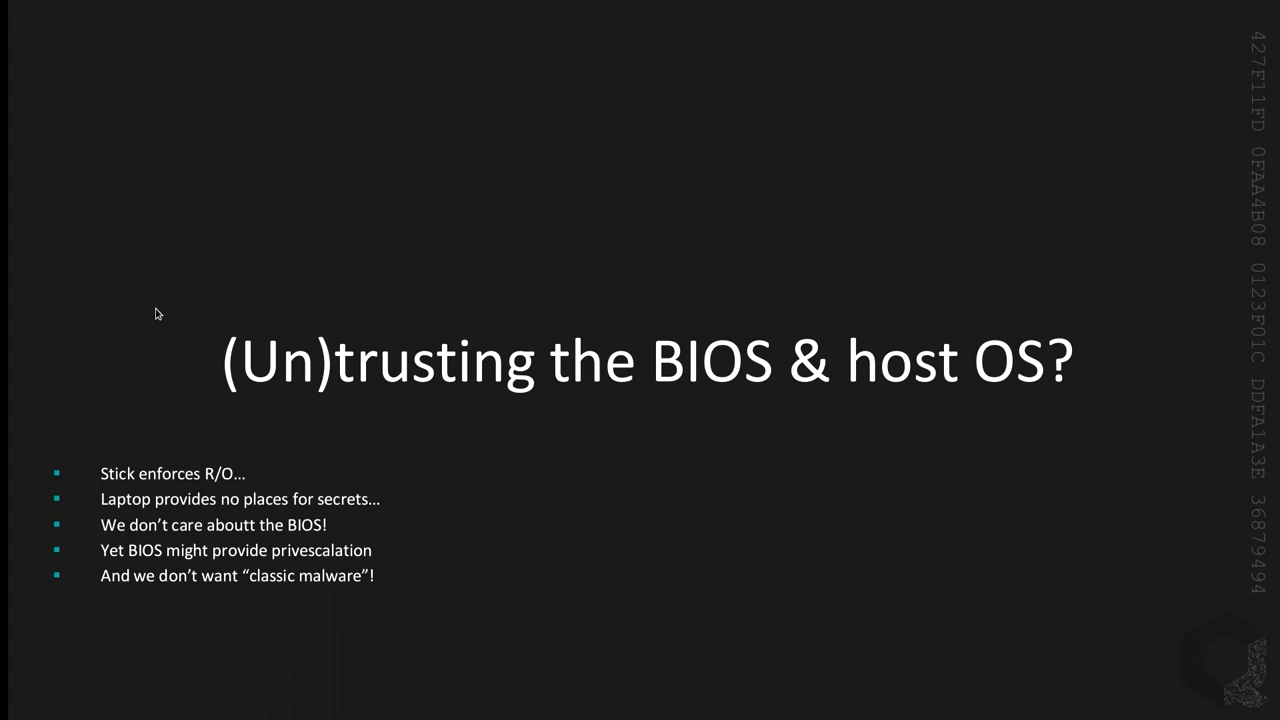 (Un)trusting the BIOS & host OS?
Stick enforces R/O...
Laptop provides no places for secrets...
We don’t care aboutt the BIOS!
Yet BIOS might provide privescalation
And we don’t want “classic malware”!
427F11FD 0FAA4B08 0123F01C DDFA1A3E 36879494